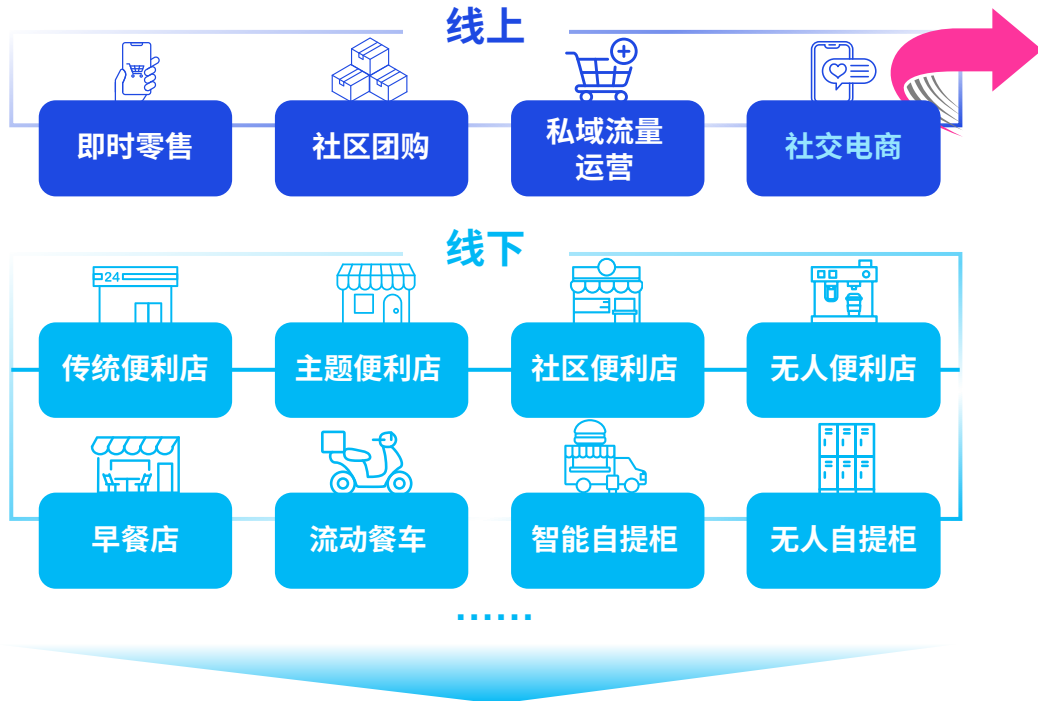 线上
即时零售
社区团购
私域流量
运营
社交电商
线下
24
传统便利店
主题便利店
社区便利店
无人便利店
早餐店
流动餐车
智能自提柜
无人自提柜
······